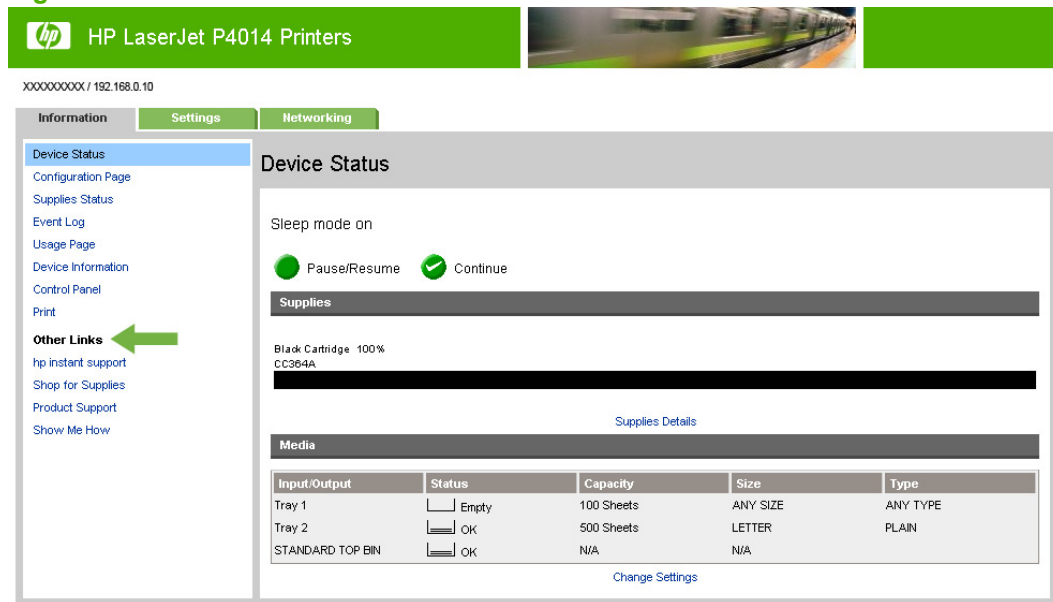 hp HP LaserJet P4014 Printers
XXXXXXXXX / 192.168.0.10
Information Settings Networking
Device Status
Configuration Page
Supplies Status
Event Log
Usage Page
Device Information
Control Panel
Print
Other Links
hp instant support
Shop for Supplies
Product Support
Show Me How
Device Status
Sleep mode on
Pause/Resume Continue
Supplies
Black Cartridge 100%
CC364A
Supplies Details
Media
Input/Output Status Capacity Size Type
Tray 1 Empty 100 Sheets ANY SIZE ANY TYPE
Tray 2 OK 500 Sheets LETTER PLAIN
STANDARD TOP BIN OK N/A N/A
Change Settings